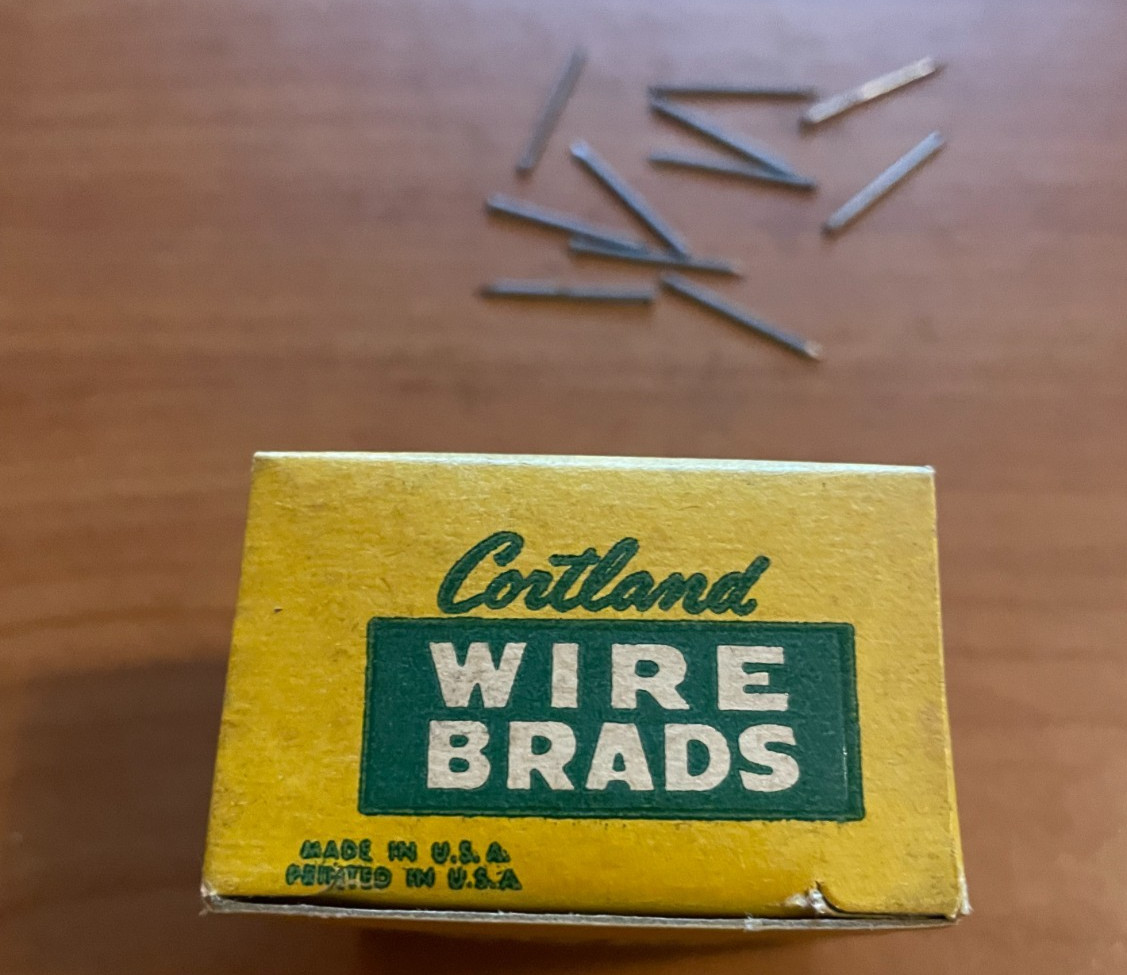 Cortland
WIRE
BRADS
MADE IN U.S.A.
PRINTED IN U.S.A